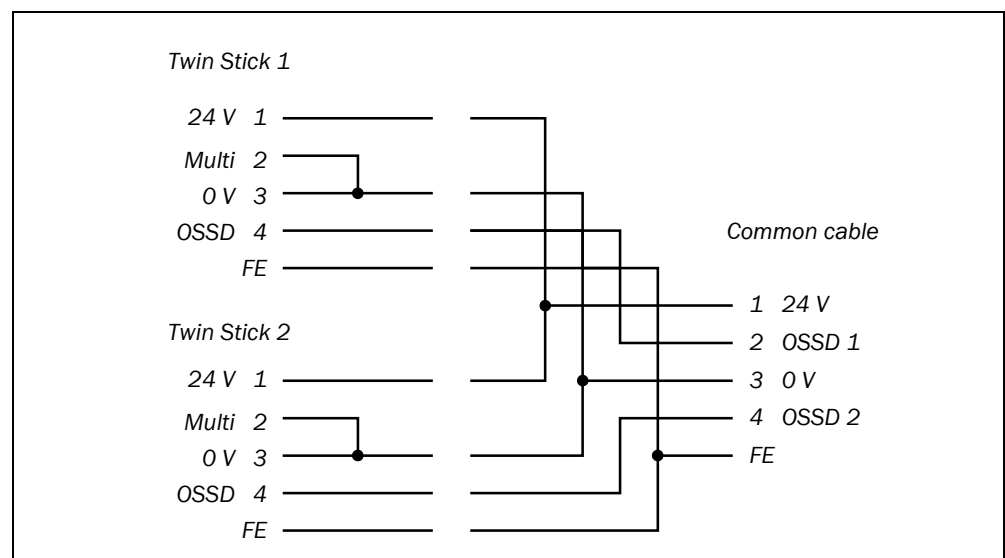 Twin Stick 1
24 V 1
Multi 2
0 V 3
OSSD 4
FE
Twin Stick 2
24 V 1
Multi 2
0 V 3
OSSD 4
FE
Common cable
1 24 V
2 OSSD 1
3 0 V
4 OSSD 2
FE